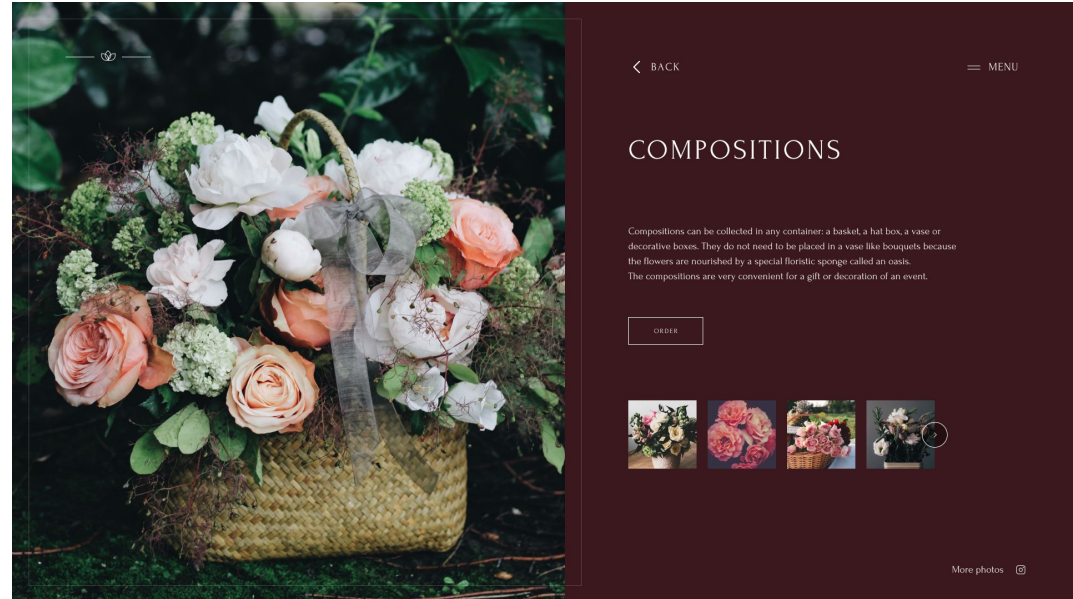 BACK
MENU
COMPOSITIONS
Compositions can be collected in any container: a basket, a hat box, a vase or
decorative boxes. They do not need to be placed in a vase like bouquets because
the flowers are nourished by a special floristic sponge called an oasis.
The compositions are very convenient for a gift or decoration of an event.
ORDER
More photos